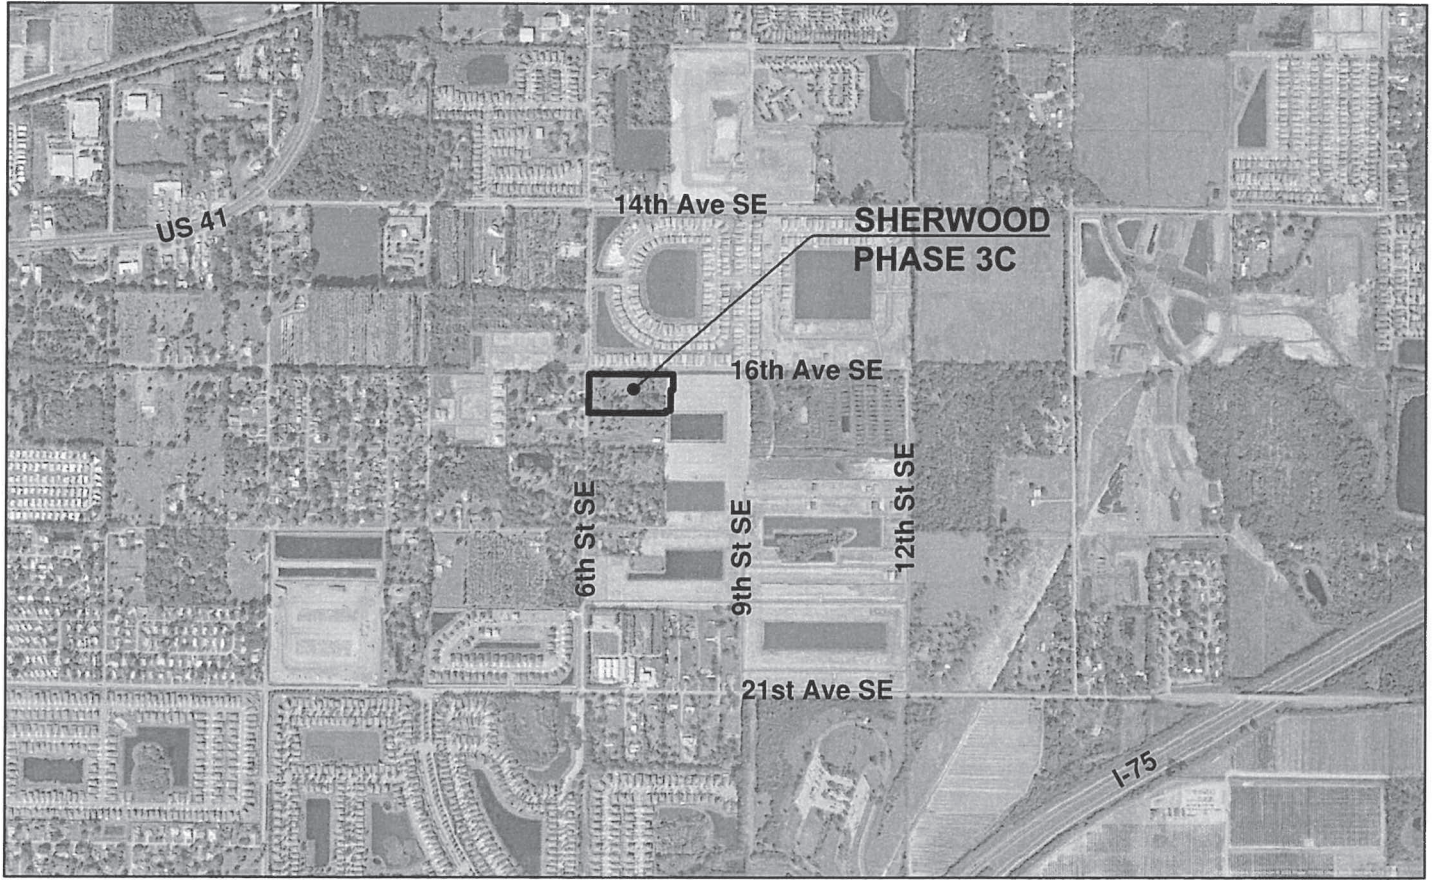 14th Ave SE
US 41
SHERWOOD
PHASE 3C
16th Ave SE
6th St SE
9th St SE
12th St SE
21st Ave SE
I-75